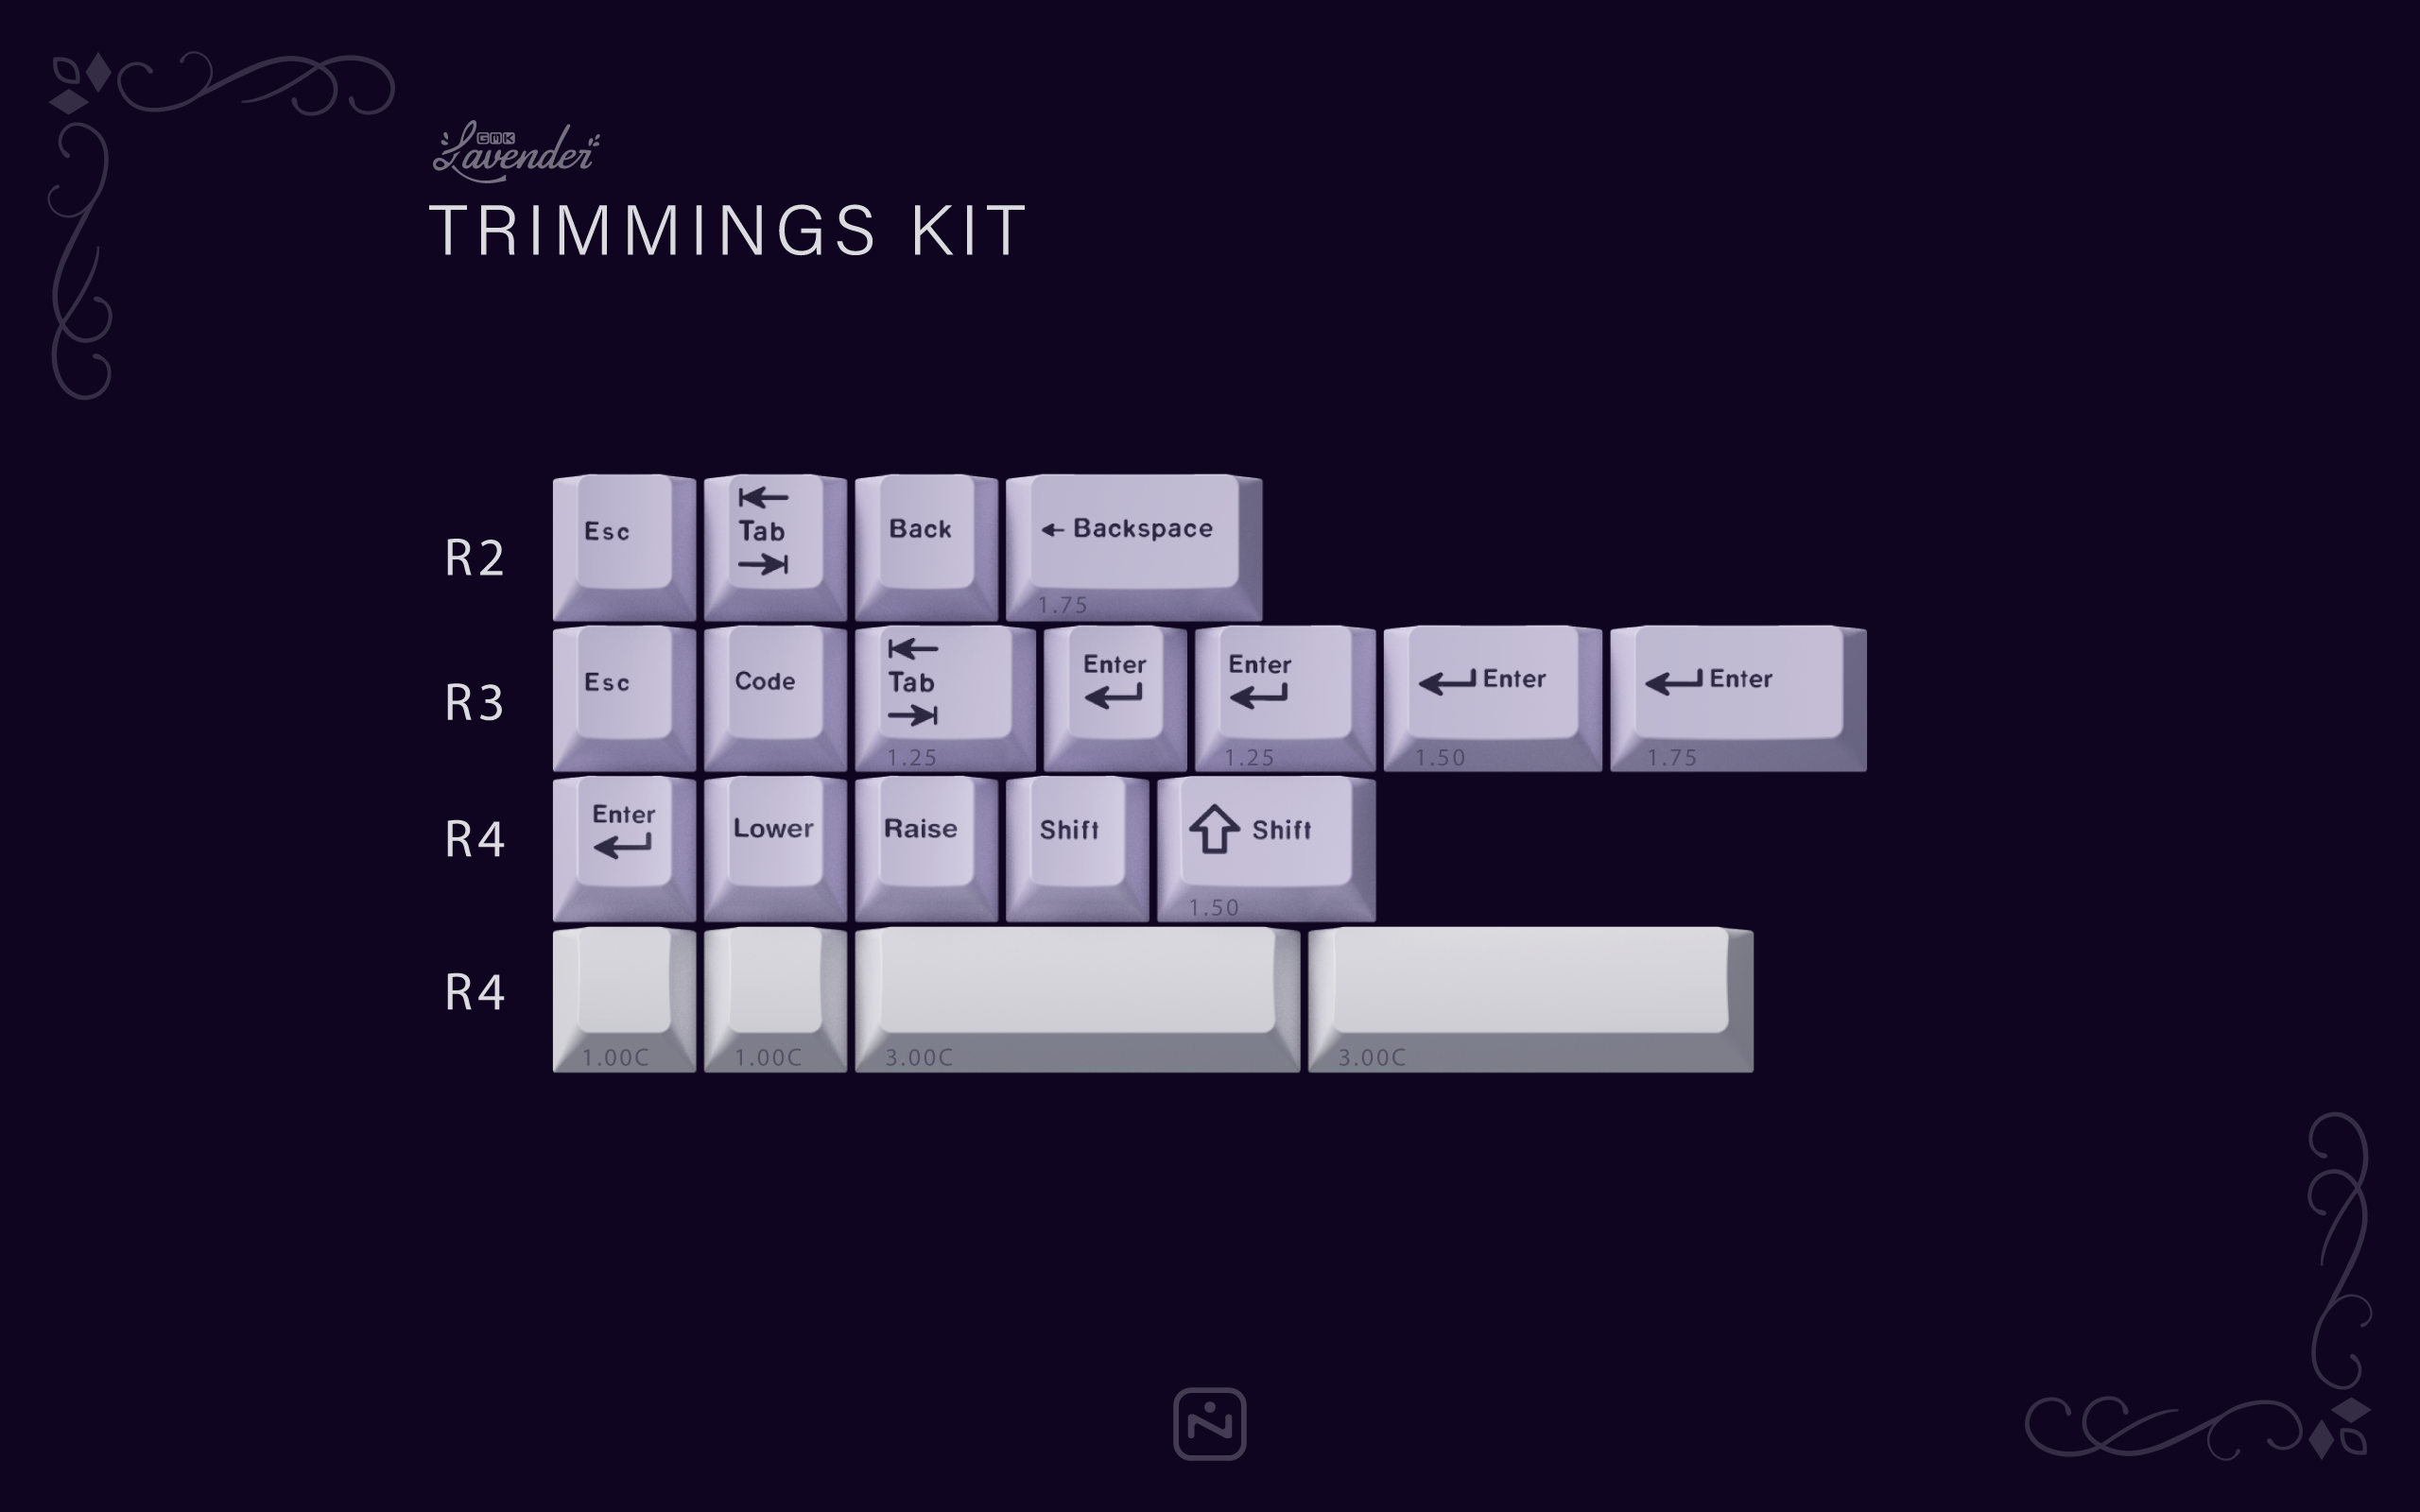 GMK
Lavender
TRIMMINGS KIT
R2 Esc Tab Back Backspace
1.75
R3 Esc Code Tab Enter Enter Enter Enter
1.25 1.25 1.50 1.75
R4 Enter Lower Raise Shift Shift
1.50
R4
1.00C 1.00C 3.00C 3.00C